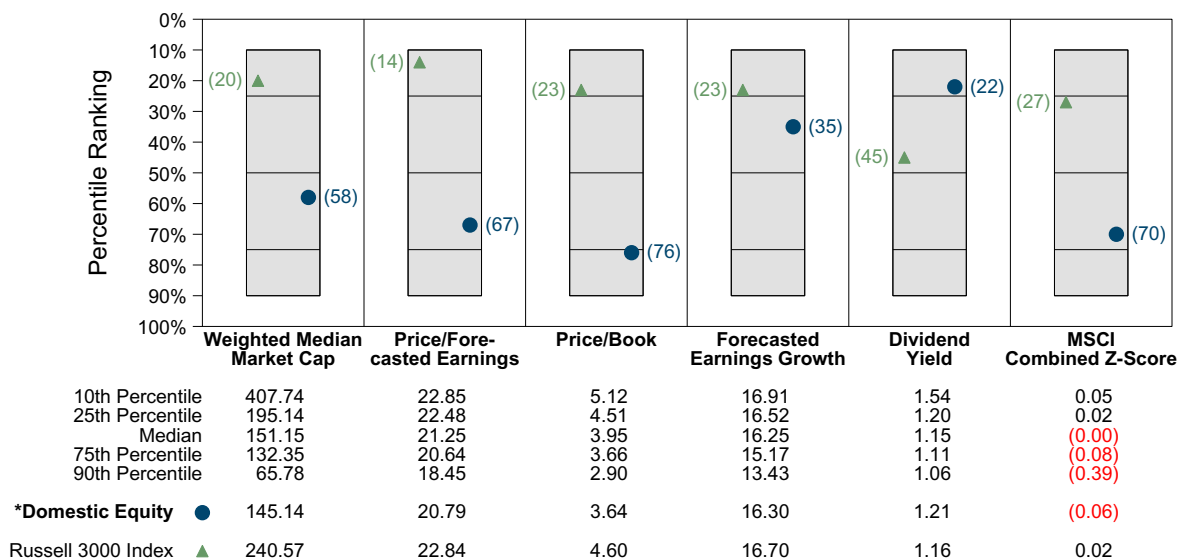 Percentile Ranking
0%
10%
20%
30%
40%
50%
60%
70%
80%
90%
100%
(20)
(58)
(14)
(67)
(23)
(76)
(23)
(35)
(45)
(22)
(27)
(70)
Weighted Median
Market Cap
Price/Fore-
casted Earnings
Price/Book
Forecasted
Earnings Growth
Dividend
Yield
MSCI
Combined Z-Score
10th Percentile 407.74 22.85 5.12 16.91 1.54 0.05
25th Percentile 195.14 22.48 4.51 16.52 1.20 0.02
Median 151.15 21.25 3.95 16.25 1.15 (0.00)
75th Percentile 132.35 20.64 3.66 15.17 1.11 (0.08)
90th Percentile 65.78 18.45 2.90 13.43 1.06 (0.39)
*Domestic Equity 145.14 20.79 3.64 16.30 1.21 (0.06)
Russell 3000 Index 240.57 22.84 4.60 16.70 1.16 0.02